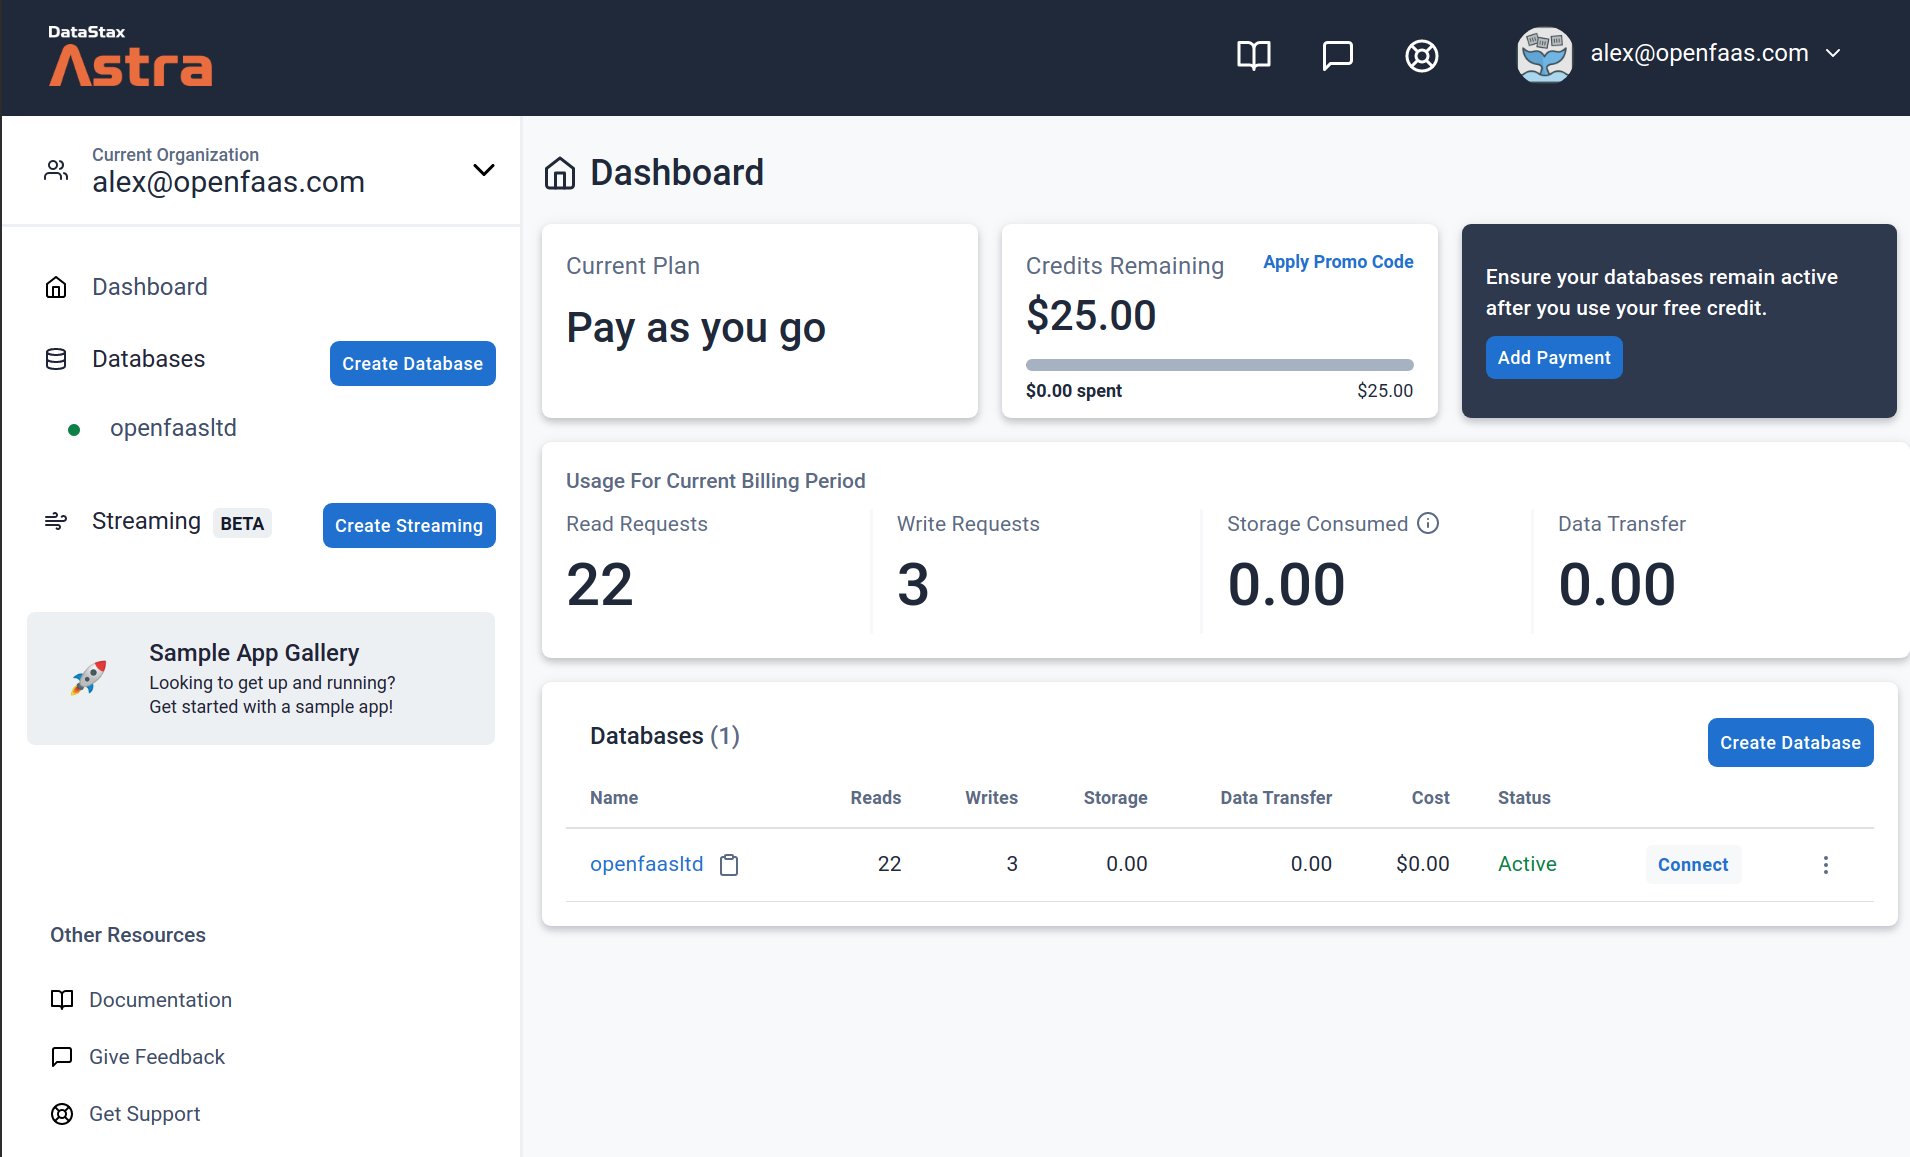 DataStax
Astra
alex@openfaas.com
Current Organization
alex@openfaas.com
Dashboard
Databases
Create Database
openfaasltd
Streaming BETA
Create Streaming
Sample App Gallery
Looking to get up and running?
Get started with a sample app!
Other Resources
Documentation
Give Feedback
Get Support
Dashboard
Current Plan
Pay as you go
Credits Remaining
Apply Promo Code
$25.00
$0.00 spent
$25.00
Ensure your databases remain active
after you use your free credit.
Add Payment
Usage For Current Billing Period
Read Requests
22
Write Requests
3
Storage Consumed
0.00
Data Transfer
0.00
Databases (1)
Create Database
Name Reads Writes Storage Data Transfer Cost Status
openfaasltd 22 3 0.00 0.00 $0.00 Active Connect